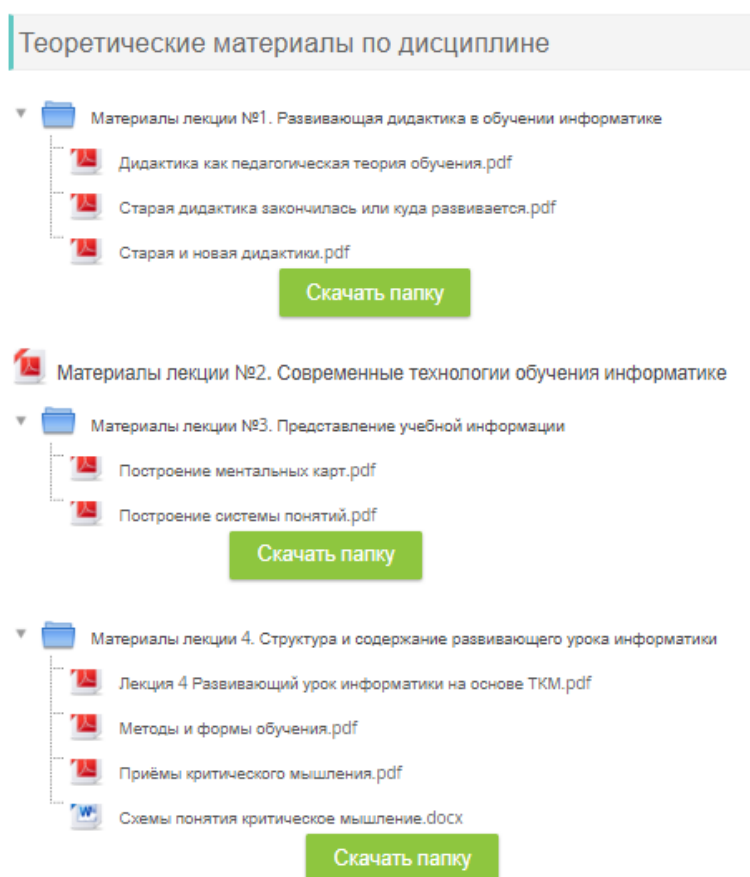 Теоретические материалы по дисциплине
Материалы лекции №1. Развивающая дидактика в обучении информатике
Дидактика как педагогическая теория обучения.pdf
Старая дидактика закончилась или куда развивается.pdf
Старая и новая дидактики.pdf
Скачать папку
Материалы лекции №2. Современные технологии обучения информатике
Материалы лекции №3. Представление учебной информации
Построение ментальных карт.pdf
Построение системы понятий.pdf
Скачать папку
Материалы лекции 4. Структура и содержание развивающего урока информатики
Лекция 4 Развивающий урок информатики на основе ТКМ.pdf
Методы и формы обучения.pdf
Приёмы критического мышления.pdf
Схемы понятия критическое мышление.docx
Скачать папку